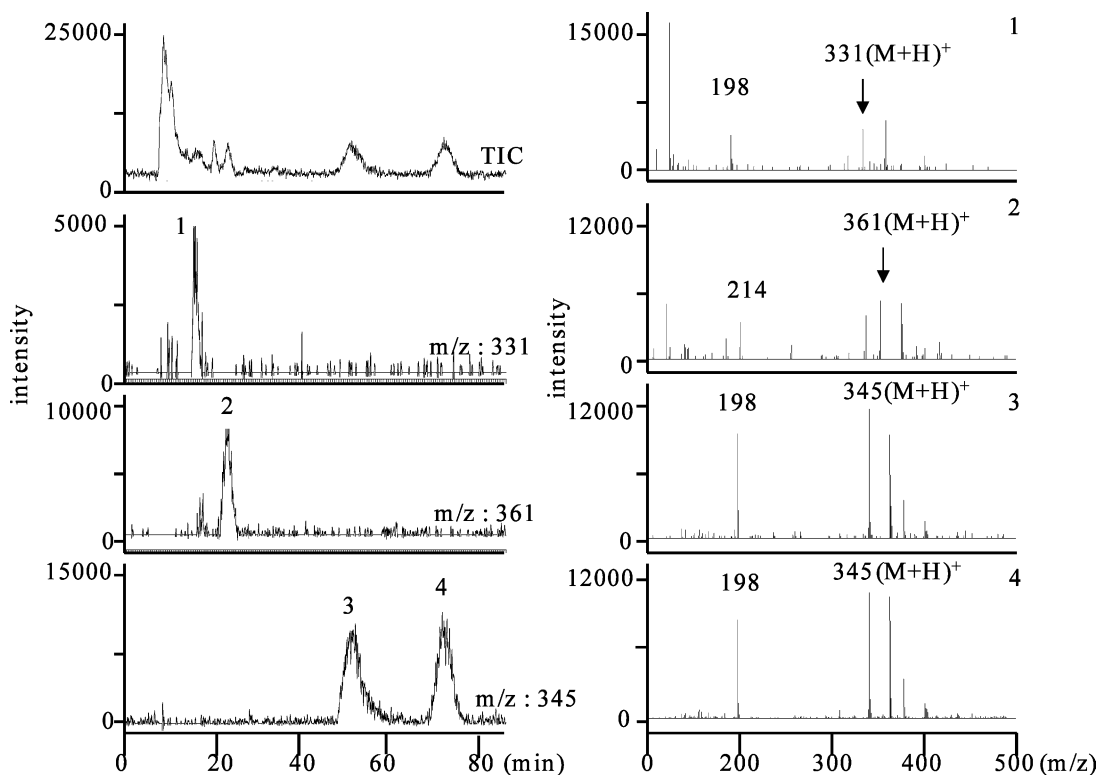 25000
0
TIC
5000
0
1
m/z : 331
intensity
10000
0
2
m/z : 361
15000
0
3
4
m/z : 345
0 20 40 60 80 (min)
15000
0
198
331(M+H)+
1
12000
0
214
361(M+H)+
2
intensity
12000
0
198
345(M+H)+
3
12000
0
198
345(M+H)+
4
0 200 300 400 500 (m/z)